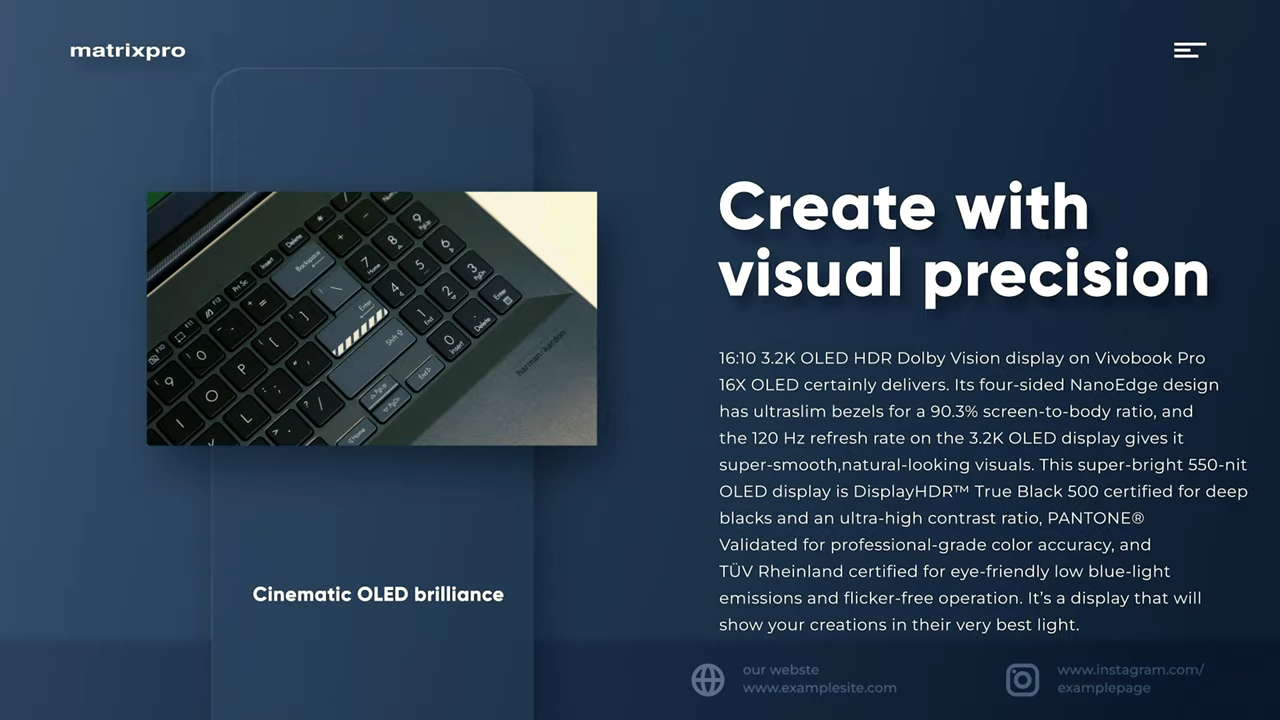 matrixpro
Create with
visual precision
16:10 3.2K OLED HDR Dolby Vision display on Vivobook Pro
16X OLED certainly delivers. Its four-sided NanoEdge design
has ultraslim bezels for a 90.3% screen-to-body ratio, and
the 120 Hz refresh rate on the 3.2K OLED display gives it
super-smooth,natural-looking visuals. This super-bright 550-nit
OLED display is DisplayHDR™ True Black 500 certified for deep
blacks and an ultra-high contrast ratio, PANTONE®
Validated for professional-grade color accuracy, and
TÜV Rheinland certified for eye-friendly low blue-light
emissions and flicker-free operation. It's a display that will
show your creations in their very best light.
harman/kardon
Cinematic OLED brilliance
our webste
www.examplesite.com
www.instagram.com/
examplepage